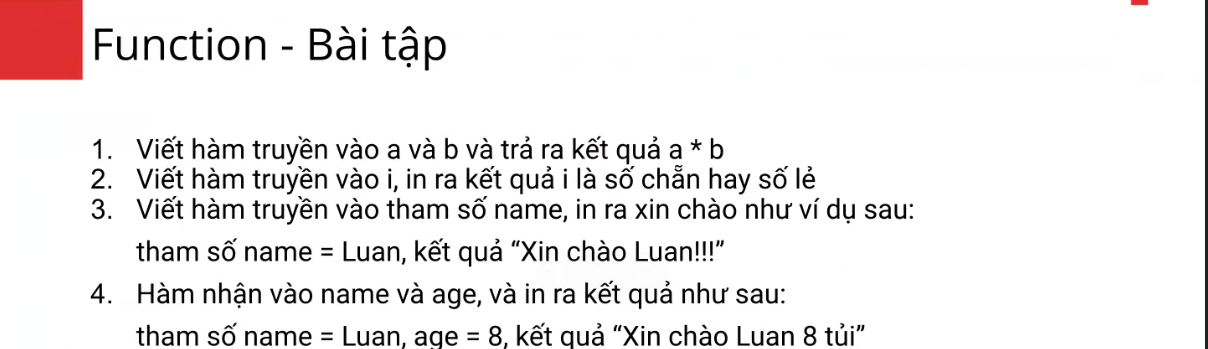 Function - Bài tập
1. Viết hàm truyền vào a và b và trả ra kết quả a * b
2. Viết hàm truyền vào i, in ra kết quả i là số chẵn hay số lẻ
3. Viết hàm truyền vào tham số name, in ra xin chào như ví dụ sau:
tham số name = Luan, kết quả “Xin chào Luan!!!”
4. Hàm nhận vào name và age, và in ra kết quả như sau:
tham số name = Luan, age = 8, kết quả “Xin chào Luan 8 tủi”